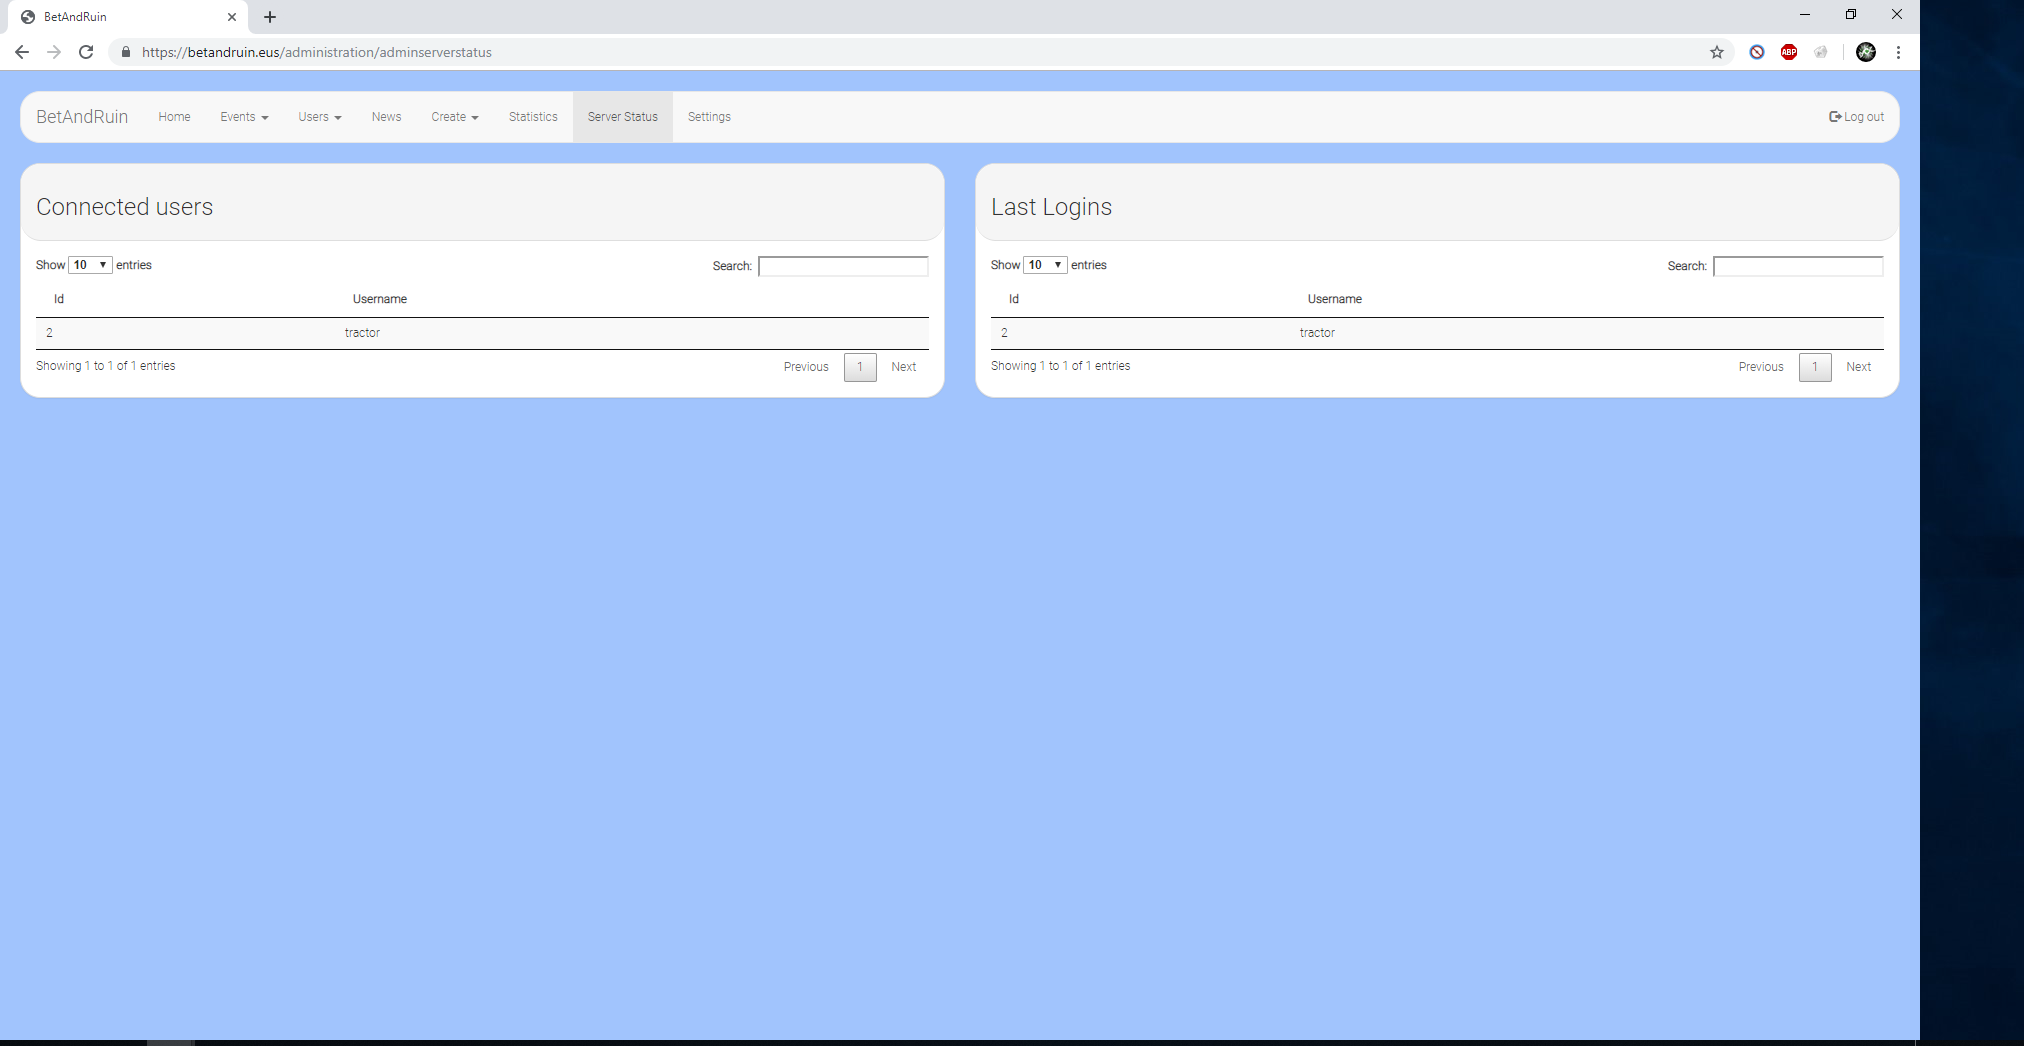 BetAndRuin
https://betandruin.eus/administration/adminserverstatus
ABP
BetAndRuin Home Events Users News Create Statistics Server Status Settings Log out
Connected users
Show 10 entries Search:
Id Username
2 tractor
Showing 1 to 1 of 1 entries Previous 1 Next
Last Logins
Show 10 entries Search:
Id Username
2 tractor
Showing 1 to 1 of 1 entries Previous 1 Next